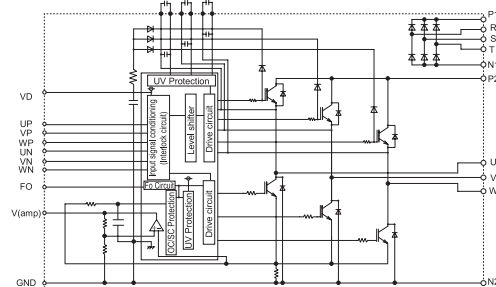 P1
R
S
T
N1
P2
UV Protection
VD
Input signal conditioning
(Interlock circuit)
Level shifter
Drive circuit
UP
VP
WP
UN
VN
WN
U
V
W
FO
Fo Circuit
V(amp)
OC/SC Protection
UV Protection
Drive circuit
GND
N2